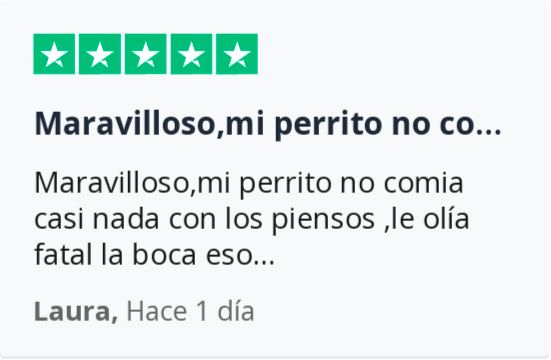 Maravilloso,mi perrito no co...
Maravilloso,mi perrito no comia
casi nada con los piensos ,le olía
fatal la boca eso...
Laura, Hace 1 día